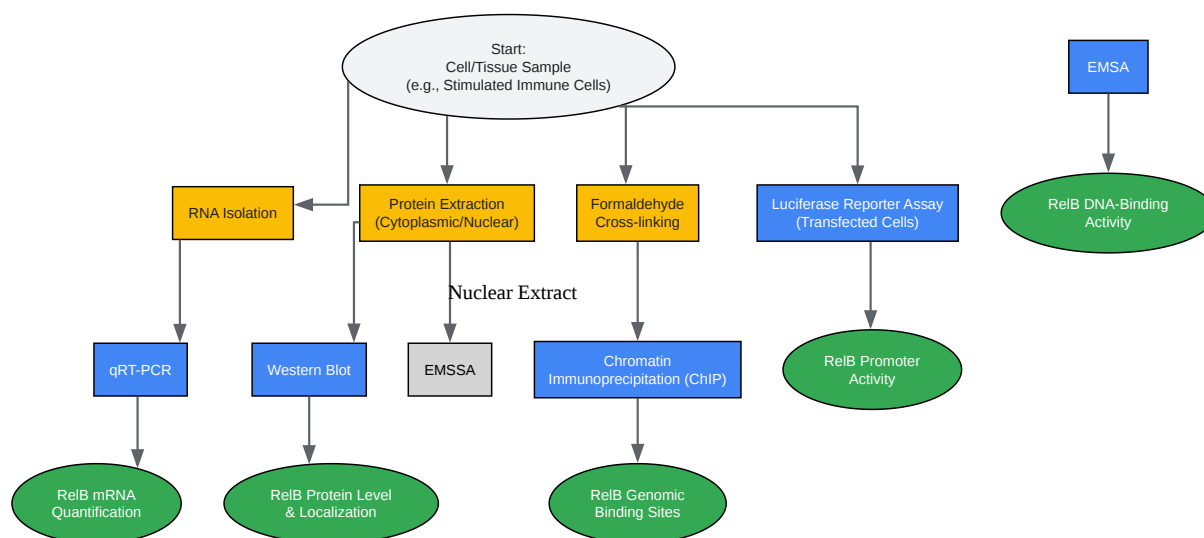 Start:
Cell/Tissue Sample
(e.g., Stimulated Immune Cells)
EMSA
RNA Isolation
Protein Extraction
(Cytoplasmic/Nuclear)
Formaldehyde
Cross-linking
Luciferase Reporter Assay
(Transfected Cells)
RelB DNA-Binding
Activity
Nuclear Extract
qRT-PCR
Western Blot
EMSSA
Chromatin
Immunoprecipitation (ChIP)
RelB Promoter
Activity
RelB mRNA
Quantification
RelB Protein Level
& Localization
RelB Genomic
Binding Sites